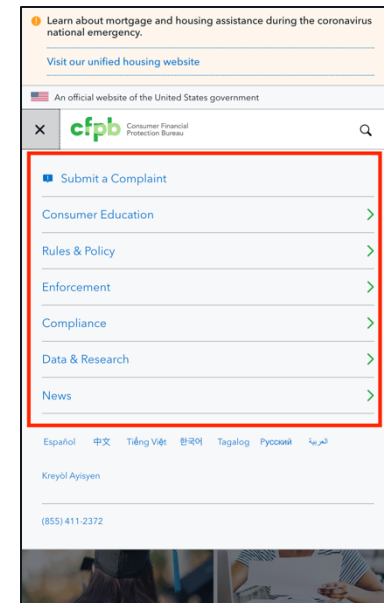 Learn about mortgage and housing assistance during the coronavirus
national emergency.
Visit our unified housing website
An official website of the United States government
cfpb Consumer Financial
Protection Bureau
Submit a Complaint
Consumer Education
Rules & Policy
Enforcement
Compliance
Data & Research
News
Español 中文 Tiếng Việt 한국어 Tagalog Русский العربية
Kreyòl Ayisyen
(855) 411-2372